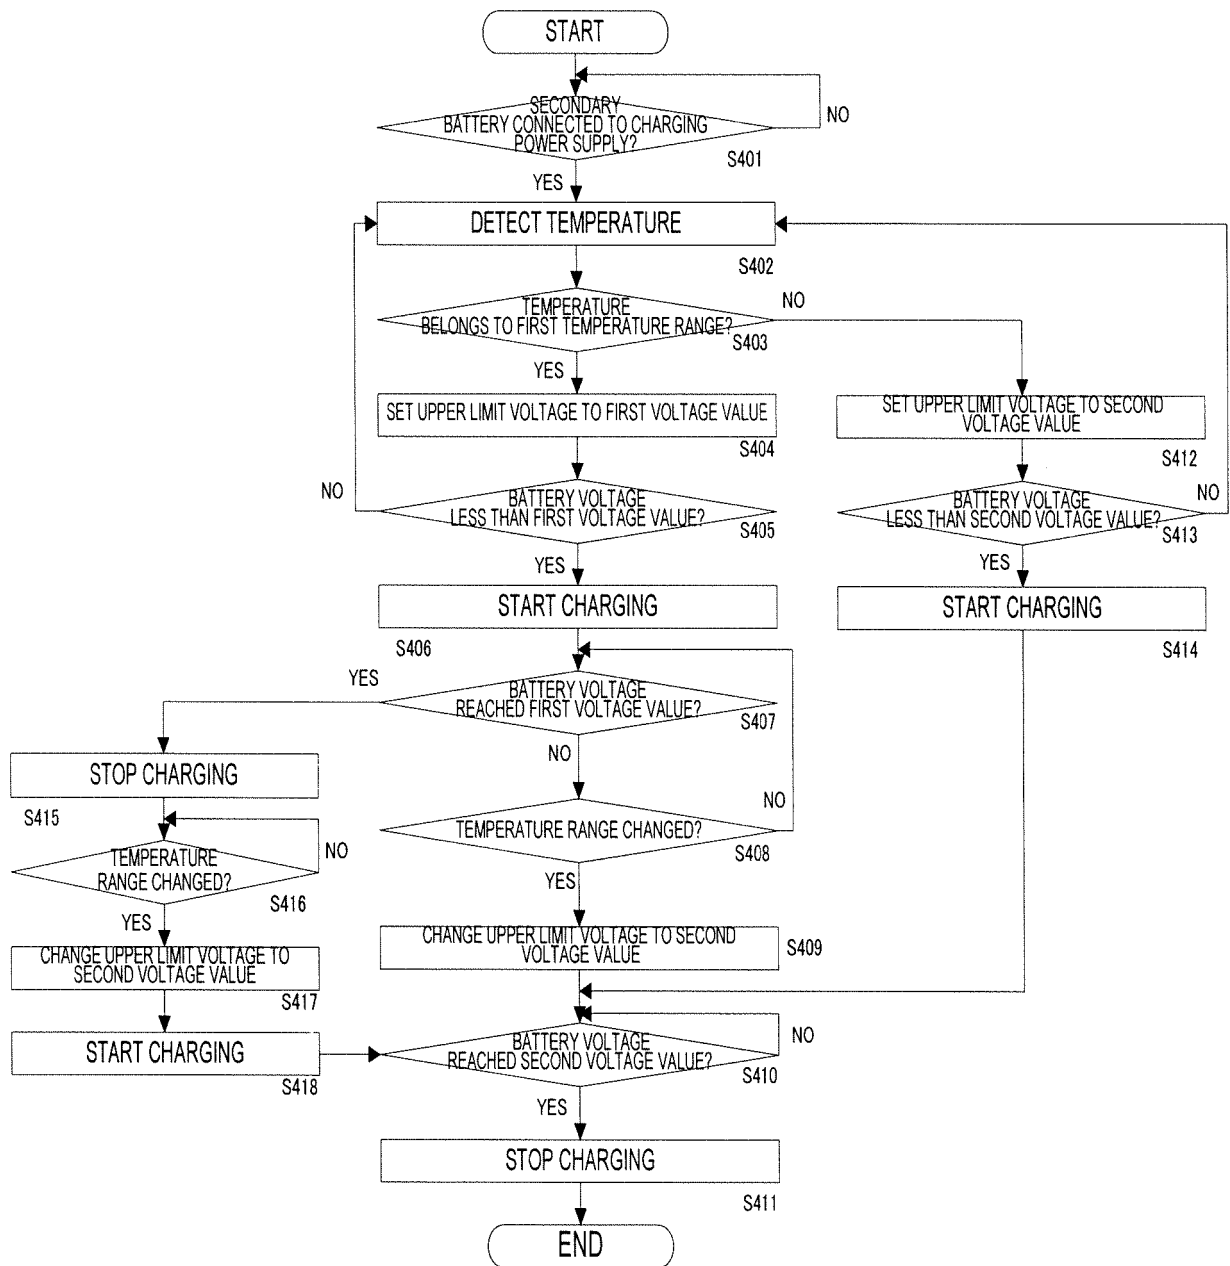 START
SECONDARY
BATTERY CONNECTED TO CHARGING
POWER SUPPLY?
NO
S401
YES
DETECT TEMPERATURE
S402
TEMPERATURE
BELONGS TO FIRST TEMPERATURE RANGE?
NO
S403
YES
SET UPPER LIMIT VOLTAGE TO FIRST VOLTAGE VALUE
S404
SET UPPER LIMIT VOLTAGE TO SECOND
VOLTAGE VALUE
S412
NO
BATTERY VOLTAGE
LESS THAN FIRST VOLTAGE VALUE?
S405
BATTERY VOLTAGE
LESS THAN SECOND VOLTAGE VALUE?
NO
S413
YES
START CHARGING
S406
YES
START CHARGING
S414
YES
BATTERY VOLTAGE
REACHED FIRST VOLTAGE VALUE?
S407
NO
STOP CHARGING
S415
TEMPERATURE RANGE CHANGED?
NO
S408
TEMPERATURE
RANGE CHANGED?
NO
S416
YES
YES
CHANGE UPPER LIMIT VOLTAGE TO SECOND
VOLTAGE VALUE
S409
CHANGE UPPER LIMIT VOLTAGE TO
SECOND VOLTAGE VALUE
S417
START CHARGING
S418
BATTERY VOLTAGE
REACHED SECOND VOLTAGE VALUE?
NO
S410
YES
STOP CHARGING
S411
END